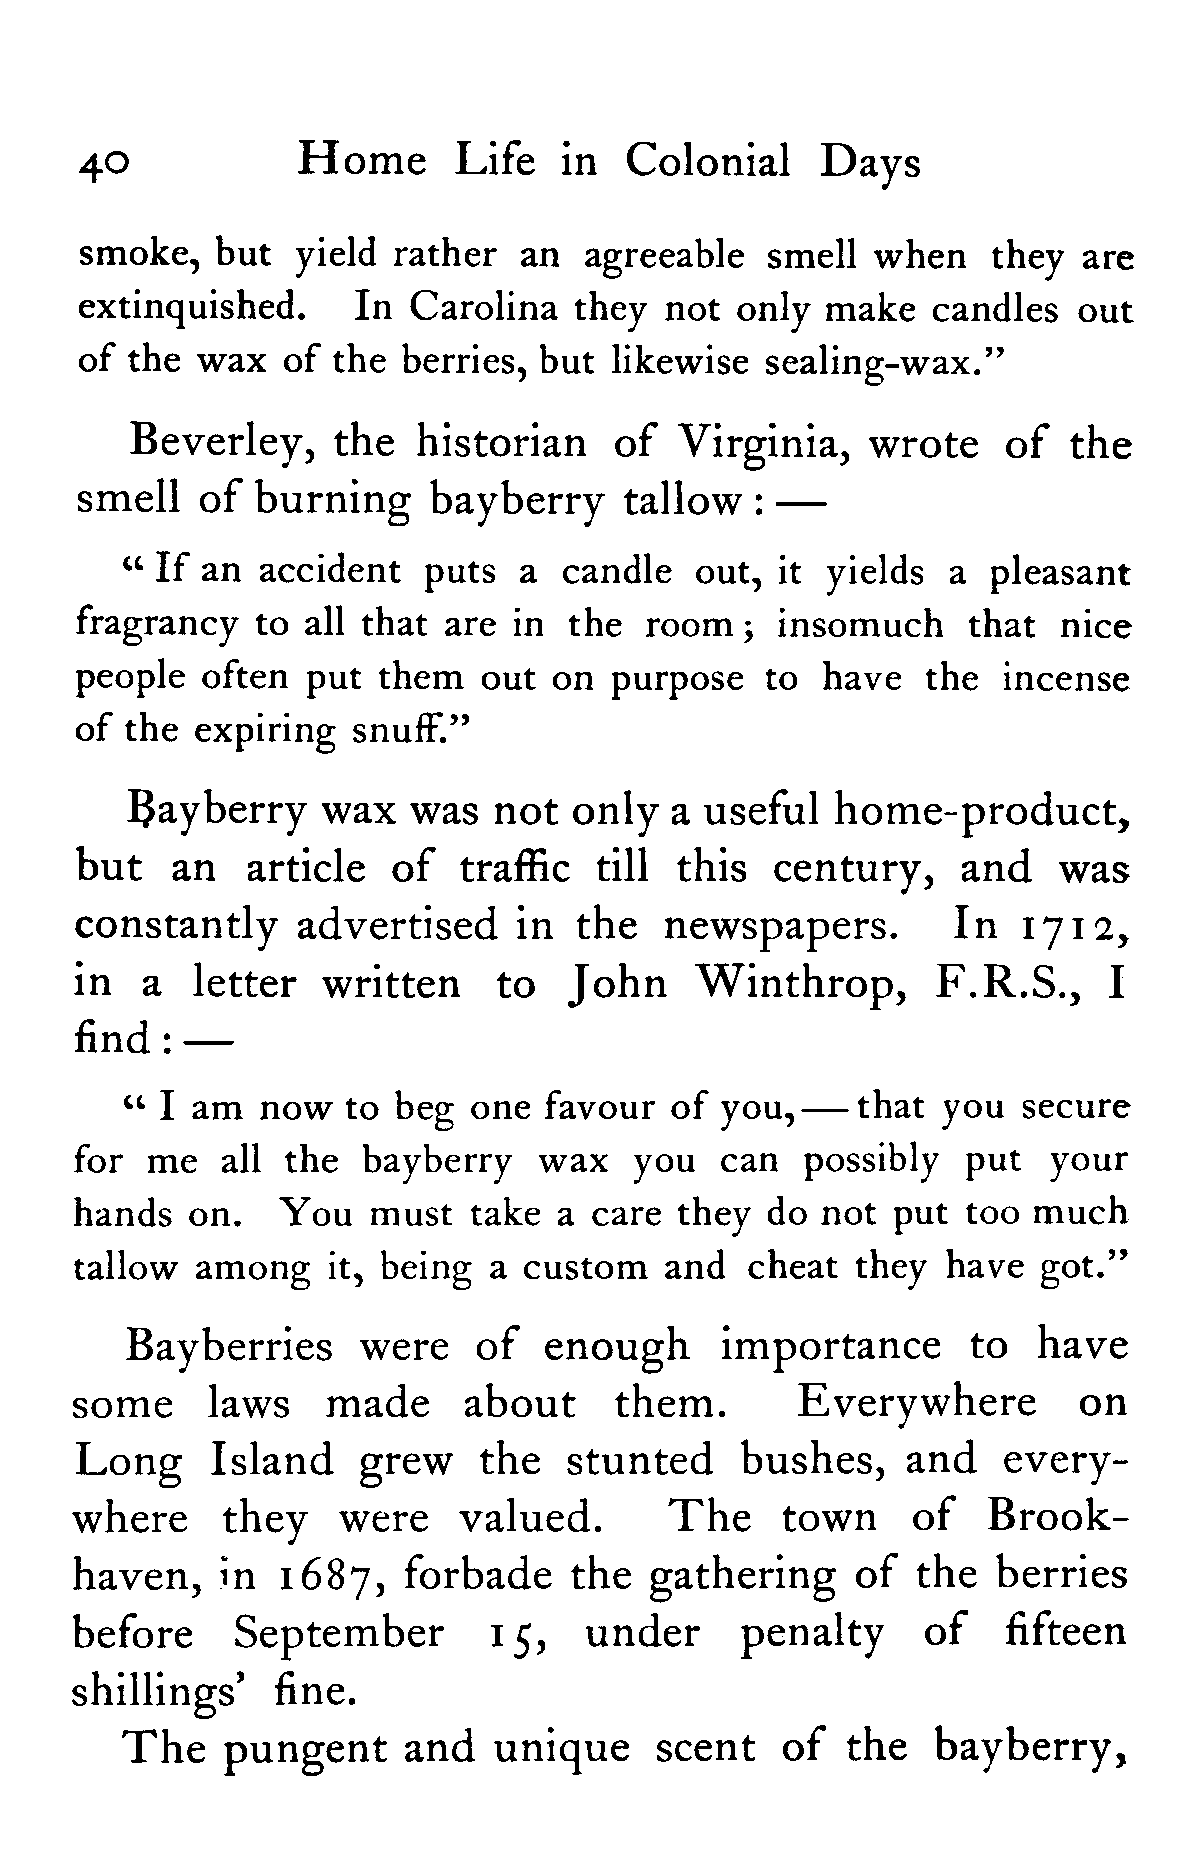 40 Home Life in Colonial Days
smoke, but yield rather an agreeable smell when they are
extinquished. In Carolina they not only make candles out
of the wax of the berries, but likewise sealing-wax.”
Beverley, the historian of Virginia, wrote of the
smell of burning bayberry tallow : —
“ If an accident puts a candle out, it yields a pleasant
fragrancy to all that are in the room ; insomuch that nice
people often put them out on purpose to have the incense
of the expiring snuff.”
Bayberry wax was not only a useful home-product,
but an article of traffic till this century, and was
constantly advertised in the newspapers. In 1712,
in a letter written to John Winthrop, F.R.S., I
find : —
“ I am now to beg one favour of you, — that you secure
for me all the bayberry wax you can possibly put your
hands on. You must take a care they do not put too much
tallow among it, being a custom and cheat they have got.”
Bayberries were of enough importance to have
some laws made about them. Everywhere on
Long Island grew the stunted bushes, and every-
where they were valued. The town of Brook-
haven, in 1687, forbade the gathering of the berries
before September 15, under penalty of fifteen
shillings’ fine.
The pungent and unique scent of the bayberry,